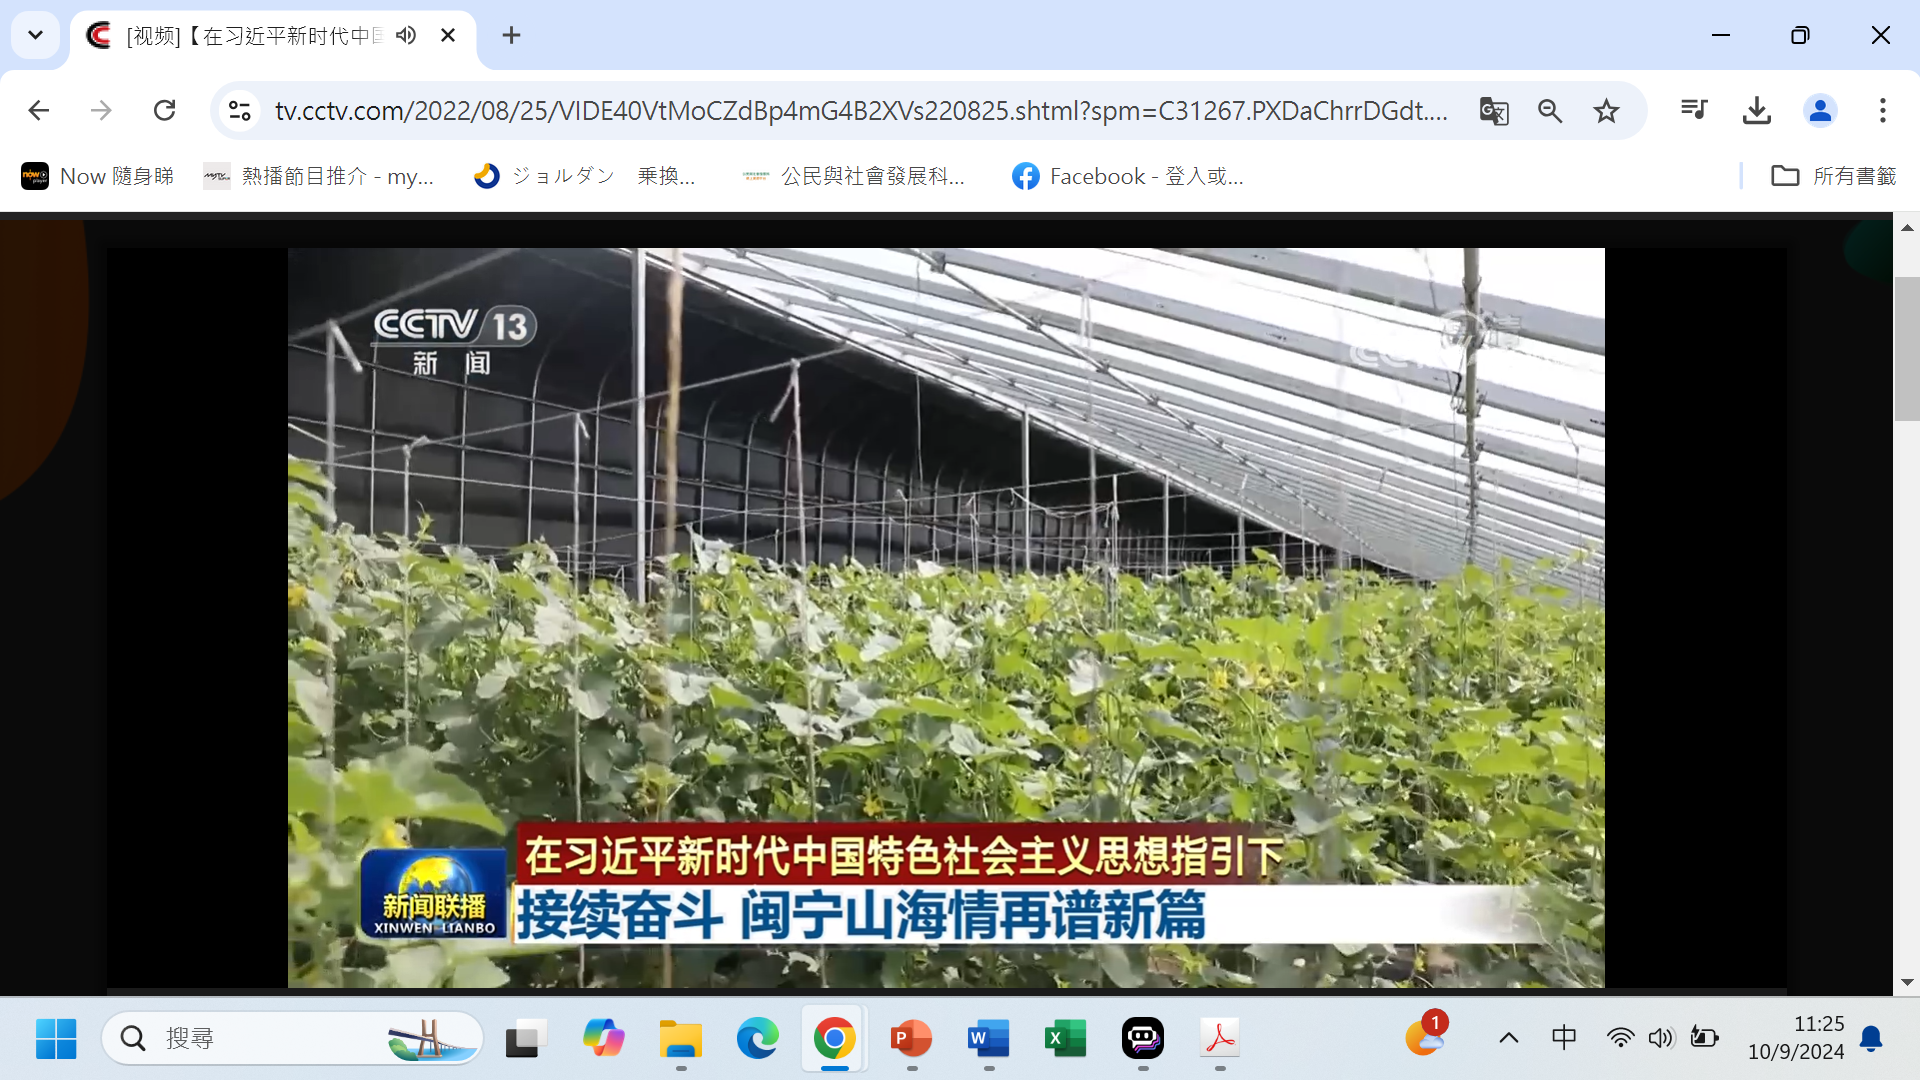 [视频]【在习近平新时代中国
tv.cctv.com/2022/08/25/VIDE40VtMoCZdBp4mG4B2XVs220825.shtml?spm=C31267.PXDaChrrDGdt....
Now 隨身睇
熱播節目推介 - my...
ジョルダン 乗換...
公民與社會發展科...
Facebook - 登入或...
所有書籤
CCTV 13
新闻
在习近平新时代中国特色社会主义思想指引下
接续奋斗 闽宁山海情再谱新篇
新闻联播
XINWEN LIANBO
搜尋
1
中
11:25
10/9/2024